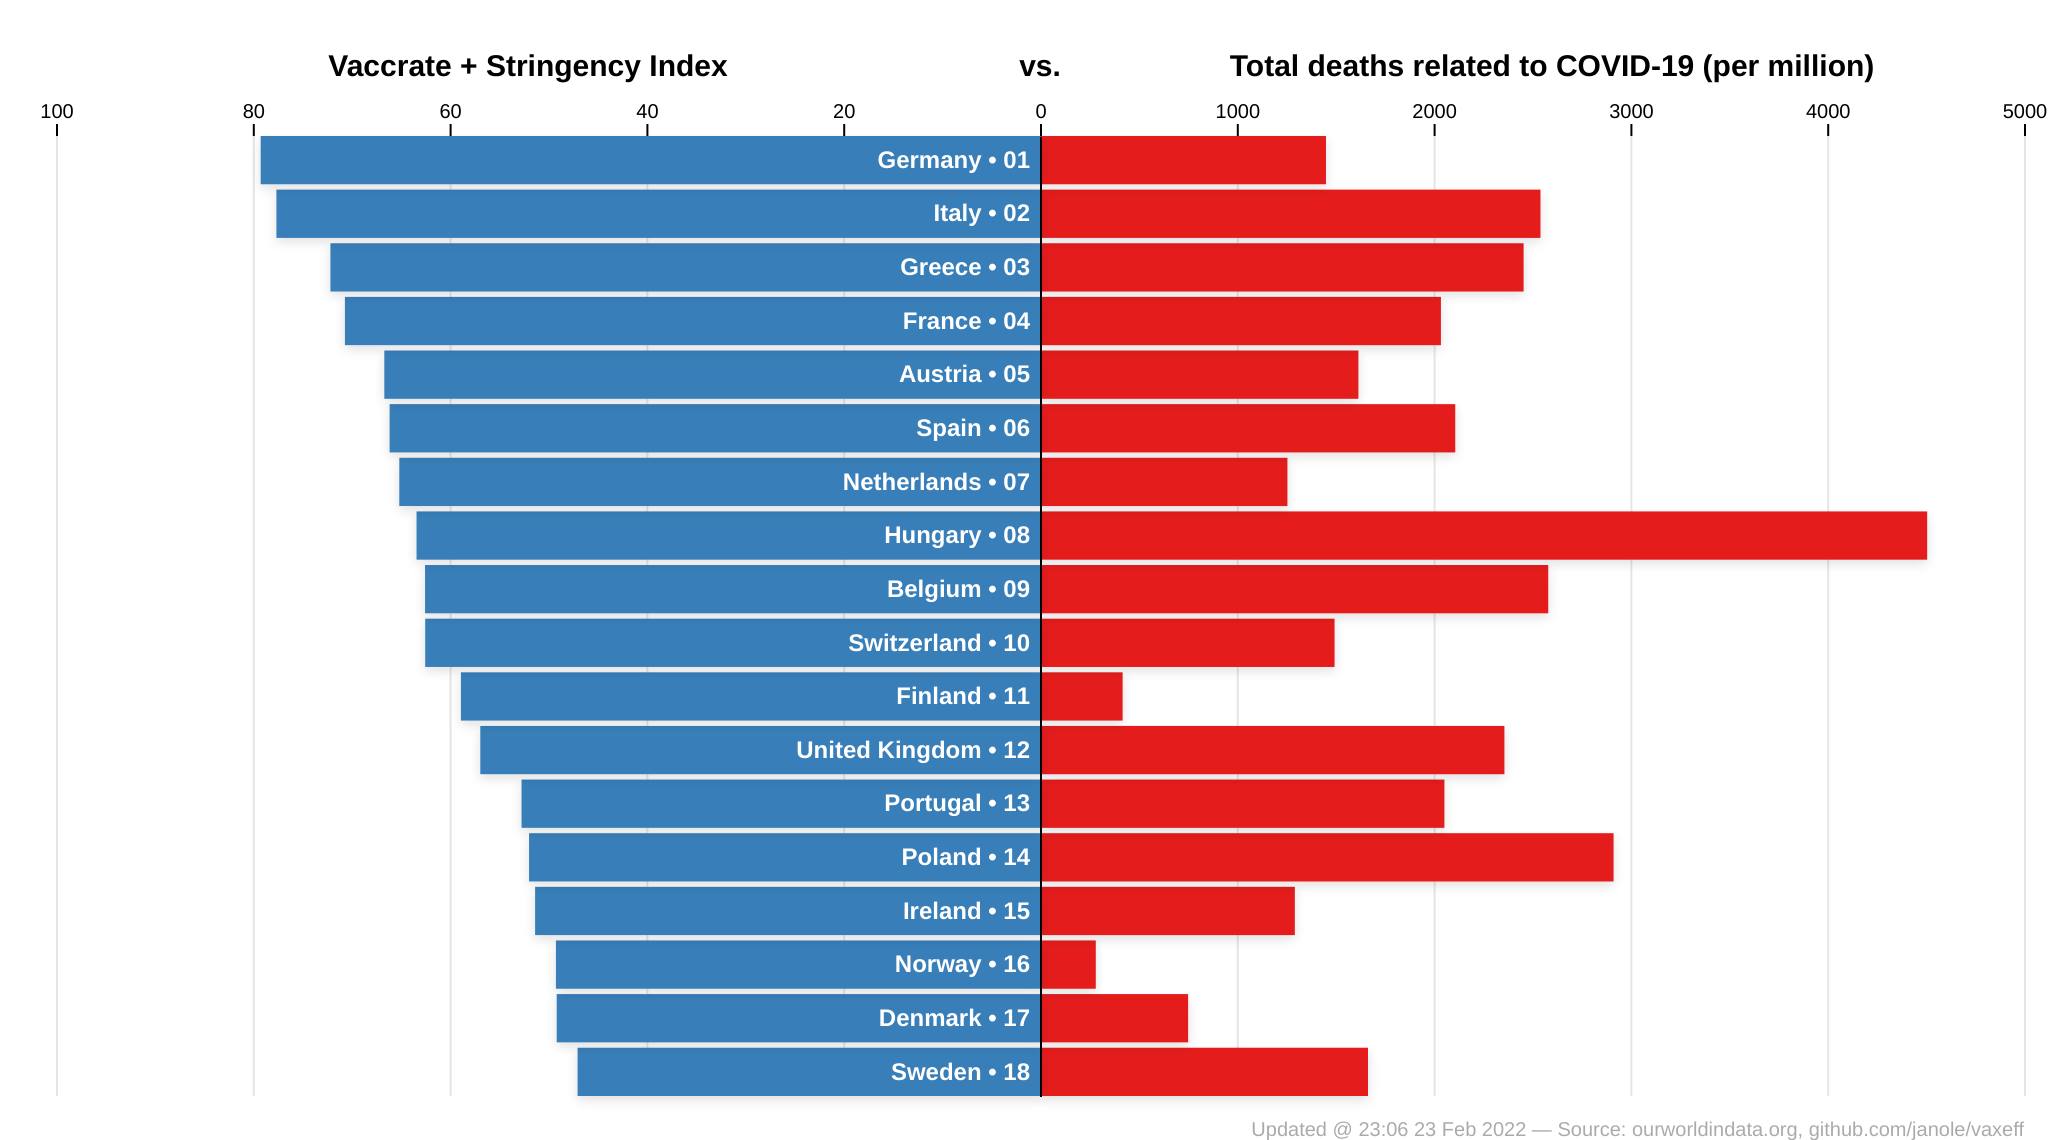 Vaccrate + Stringency Index vs. Total deaths related to COVID-19 (per million)
100 80 60 40 20 0 1000 2000 3000 4000 5000
Germany • 01
Italy • 02
Greece • 03
France • 04
Austria • 05
Spain • 06
Netherlands • 07
Hungary • 08
Belgium • 09
Switzerland • 10
Finland • 11
United Kingdom • 12
Portugal • 13
Poland • 14
Ireland • 15
Norway • 16
Denmark • 17
Sweden • 18
Updated @ 23:06 23 Feb 2022 — Source: ourworldindata.org, github.com/janole/vaxeff